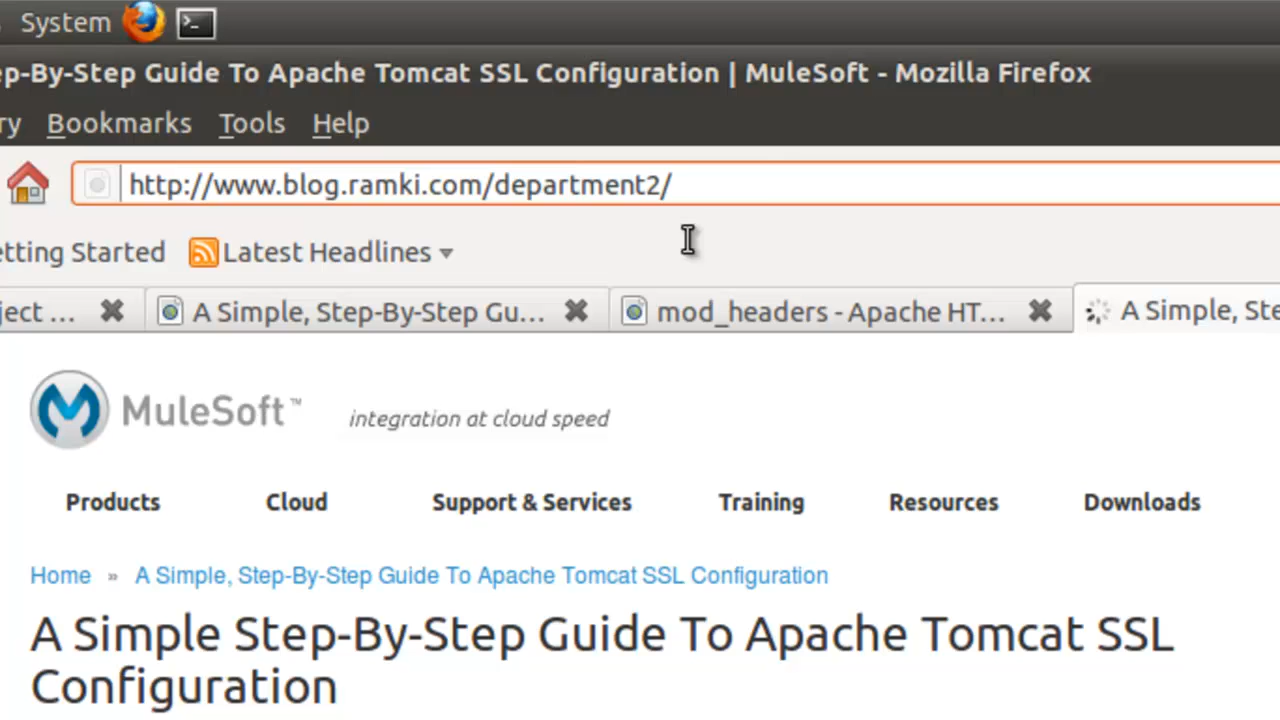 System
ep-By-Step Guide To Apache Tomcat SSL Configuration | MuleSoft - Mozilla Firefox
ry Bookmarks Tools Help
http://www.blog.ramki.com/department2/
etting Started Latest Headlines
ject ... A Simple, Step-By-Step Gu... mod_headers - Apache HT... A Simple, Ste
MuleSoft™ integration at cloud speed
Products Cloud Support & Services Training Resources Downloads
Home » A Simple, Step-By-Step Guide To Apache Tomcat SSL Configuration
A Simple Step-By-Step Guide To Apache Tomcat SSL
Configuration